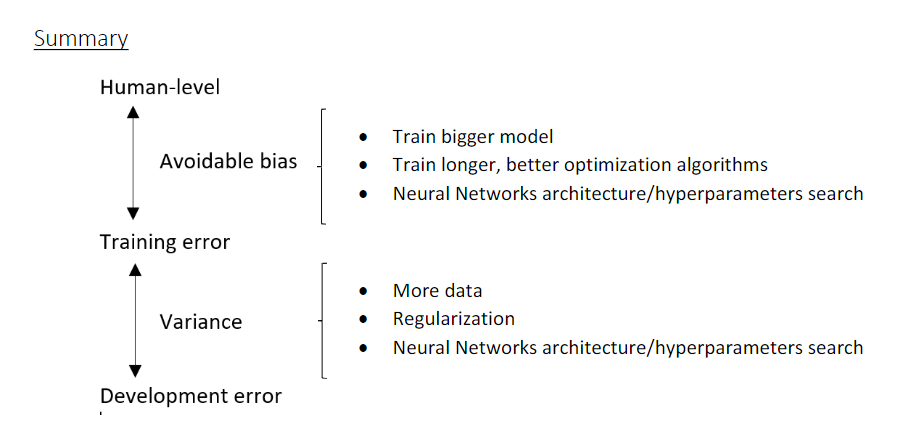 Summary
Human-level
Avoidable bias
• Train bigger model
• Train longer, better optimization algorithms
• Neural Networks architecture/hyperparameters search
Training error
Variance
• More data
• Regularization
• Neural Networks architecture/hyperparameters search
Development error